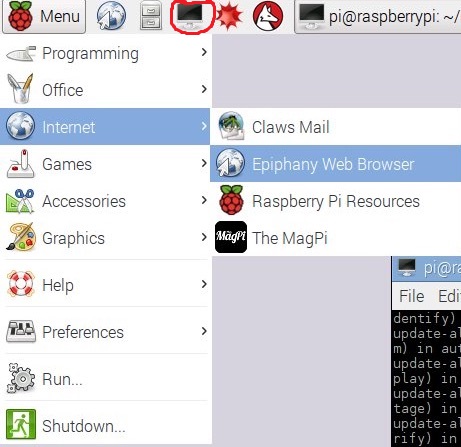 Menu
pi@raspberrypi: ~/
Programming
Office
Internet
Games
Accessories
Graphics
Help
Preferences
Run...
Shutdown...
Claws Mail
Epiphany Web Browser
Raspberry Pi Resources
MagPi
The MagPi
pi@ra
File Edi
dentify)
update-al
m) in aut
update-al
play) in
update-al
tage) in
update-al
rify) in